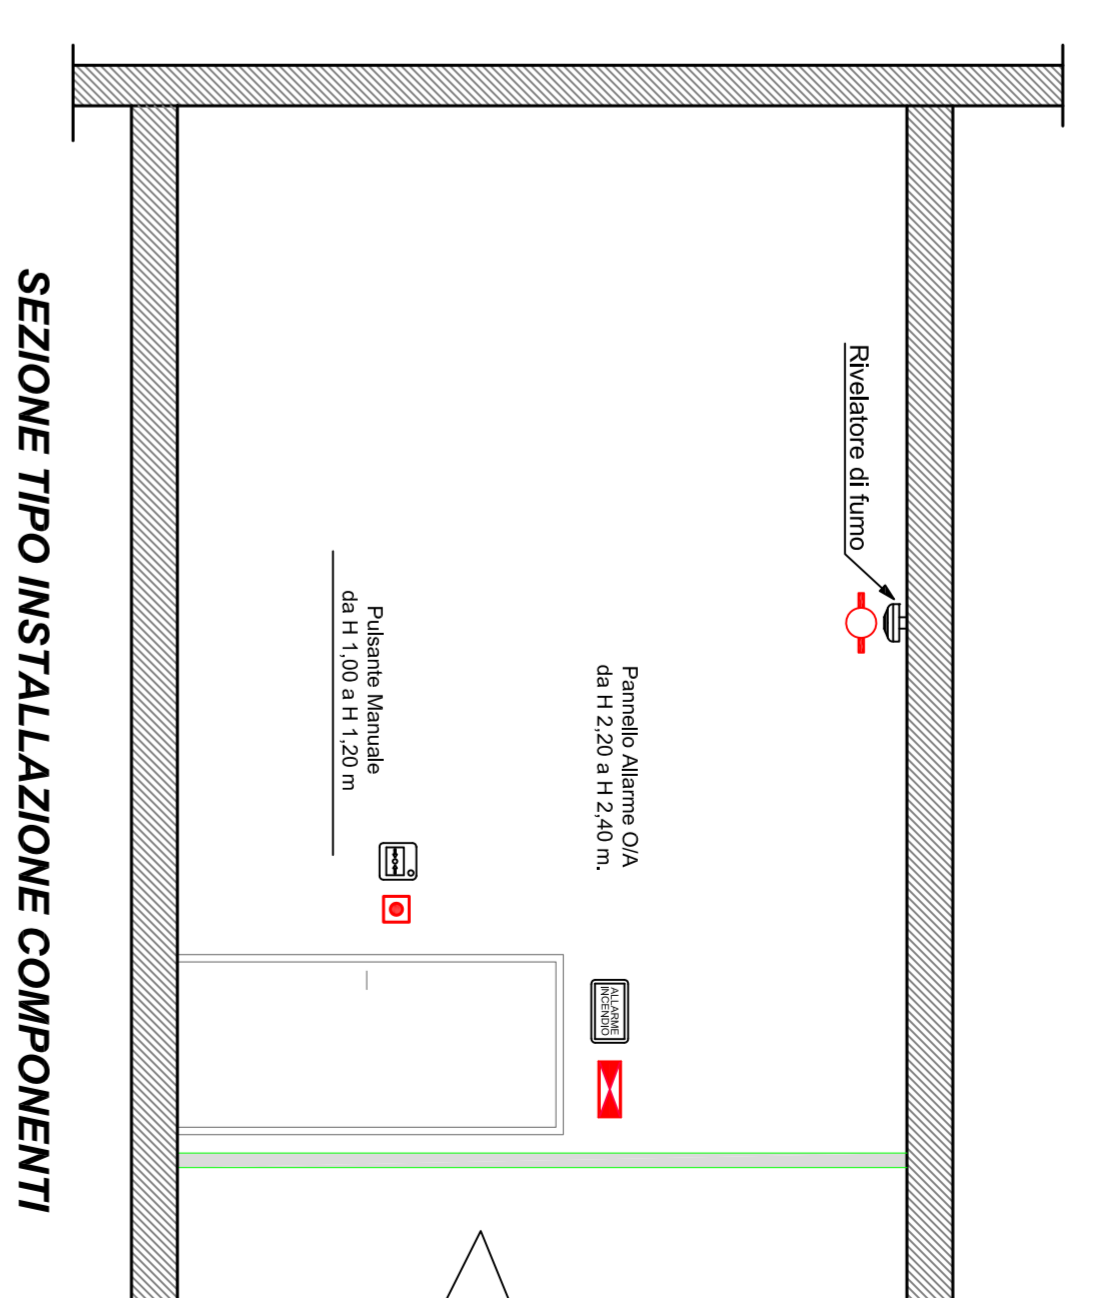 Rivelatore di fumo
Pannello Allarme O/A
da H 2,20 a H 2,40 m.
ALLARME
INCENDIO
Pulsante Manuale
da H 1,00 a H 1,20 m
SEZIONE TIPO INSTALLAZIONE COMPONENTI